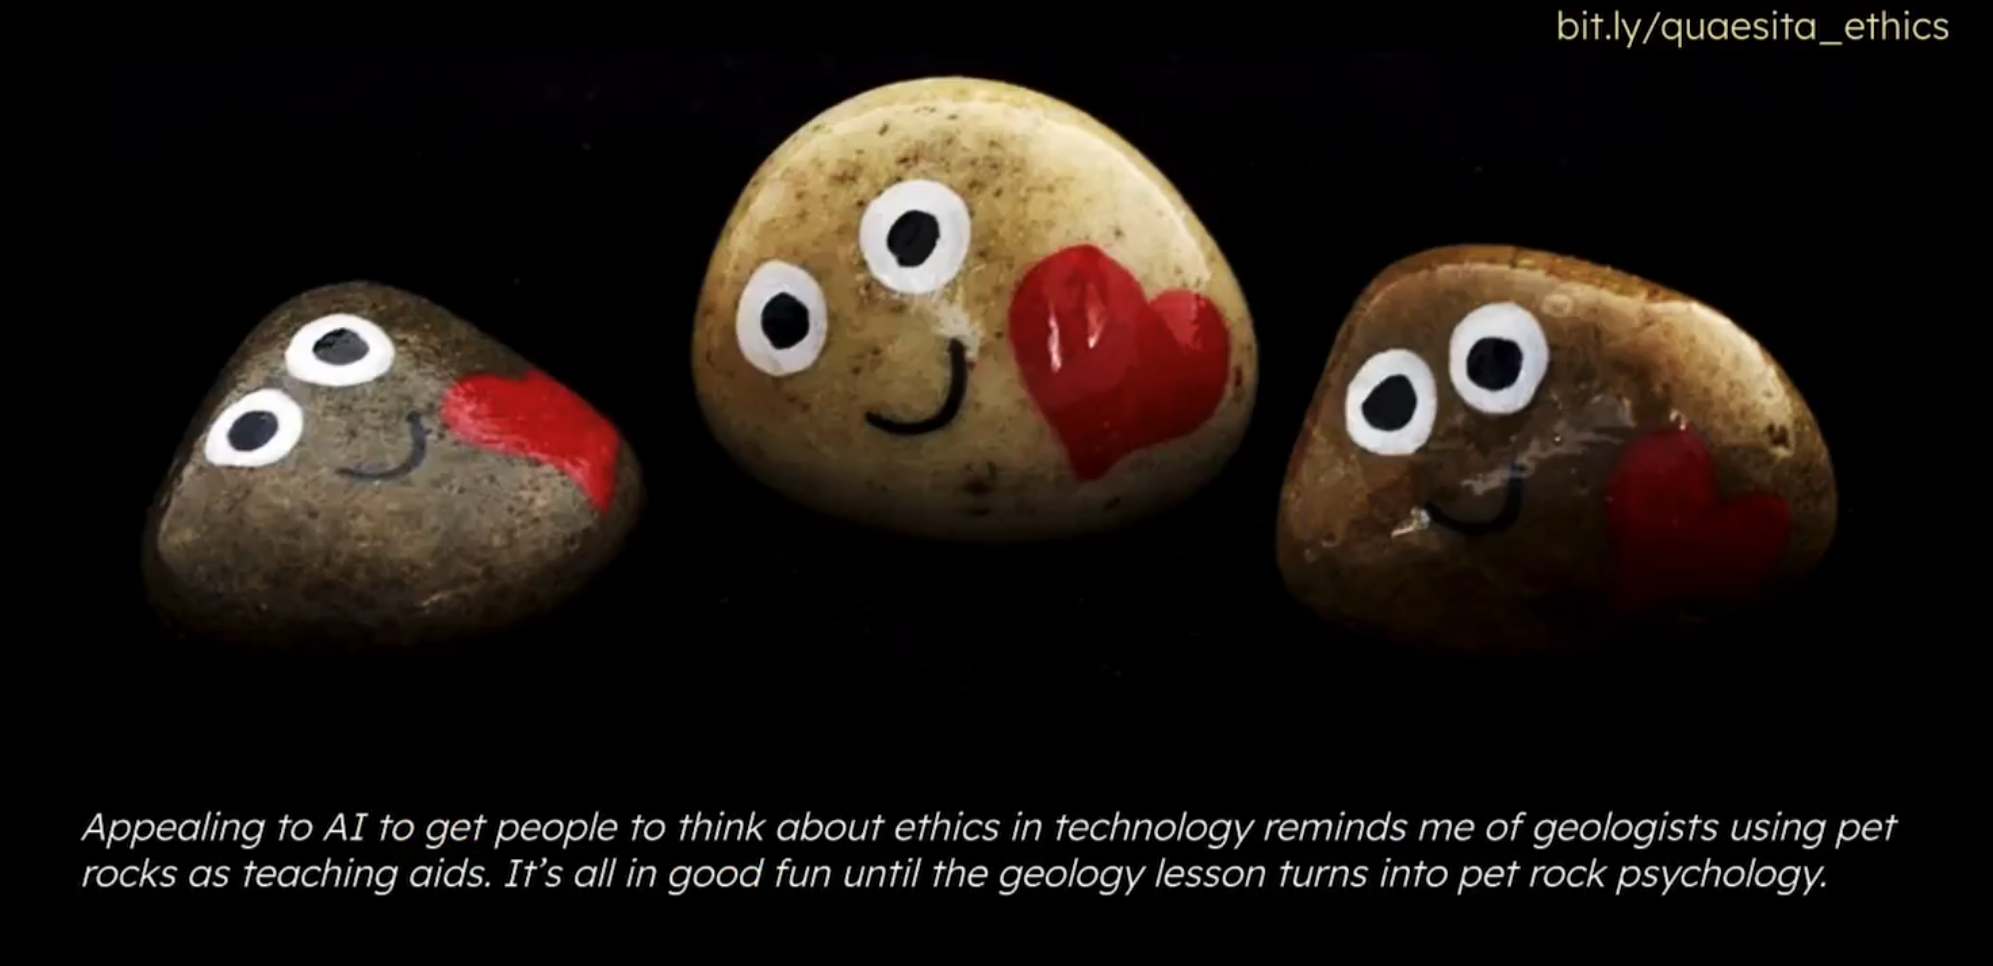 bit.ly/quaesita_ethics
Appealing to AI to get people to think about ethics in technology reminds me of geologists using pet
rocks as teaching aids. It’s all in good fun until the geology lesson turns into pet rock psychology.